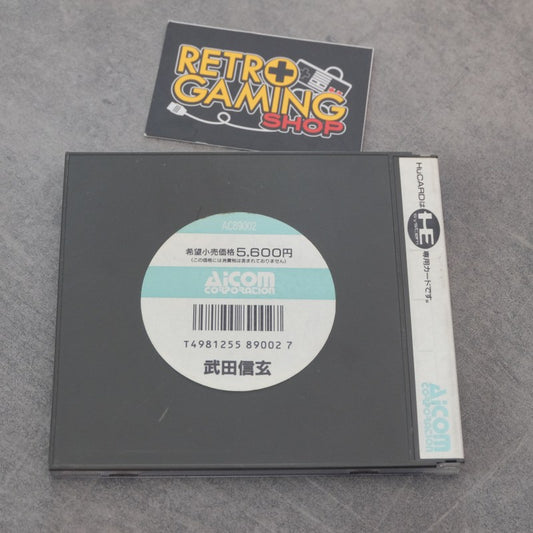 RETRO
GAMING
SHOP
AC89002
希望小売価格 5,600円
(この価格には消費税は含まれておりません)
AiCOM
CORPORATION
T4981255 89002 7
武田信玄
HuCARDは HE 専用カードです。
AiCOM
CORPORATION